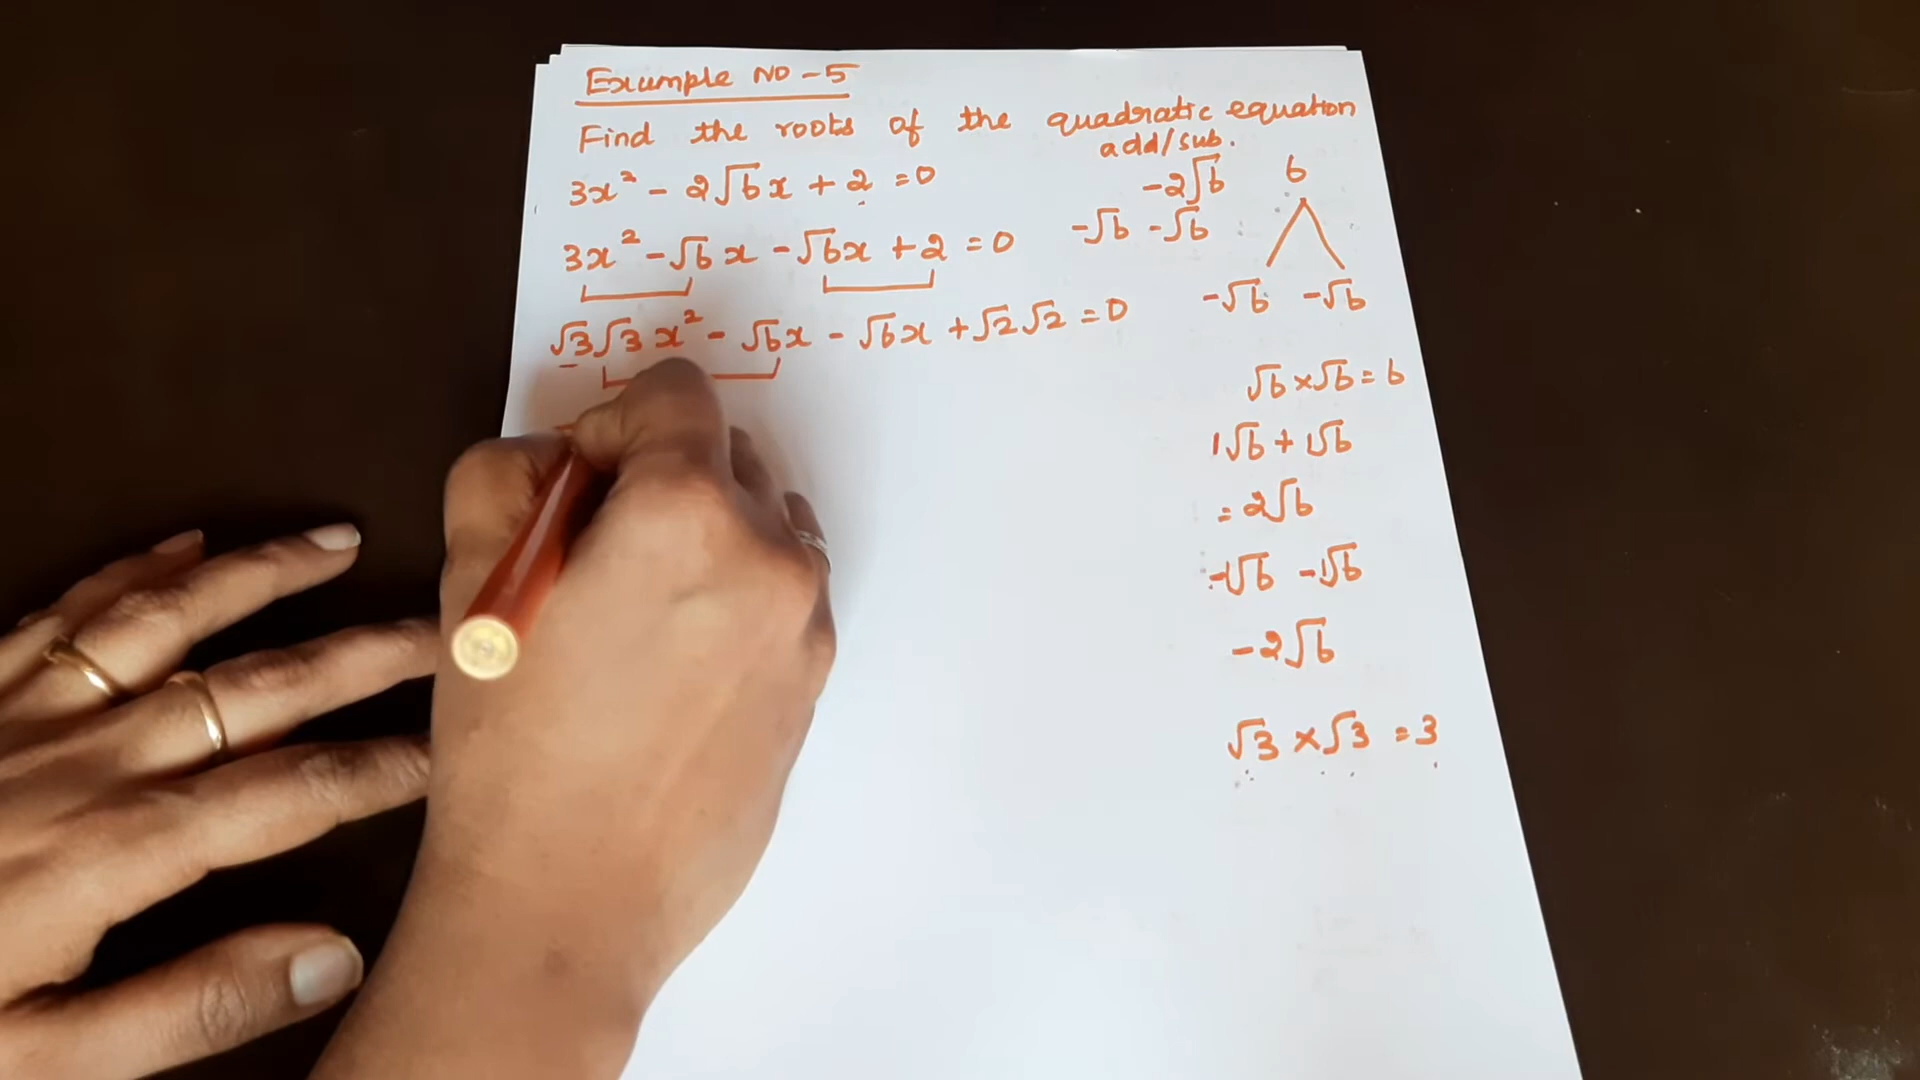 Example NO - 5
Find the roots of the quadratic equation
3x² - 2√6x + 2 = 0
3x² - √6x - √6x + 2 = 0
√3√3x² - √6x - √6x + √2√2 = 0
add/sub.
-2√6 6
-√6 -√6
-√6 -√6
√6 × √6 = 6
1√6 + 1√6
= 2√6
-1√6 -1√6
-2√6
√3 × √3 = 3